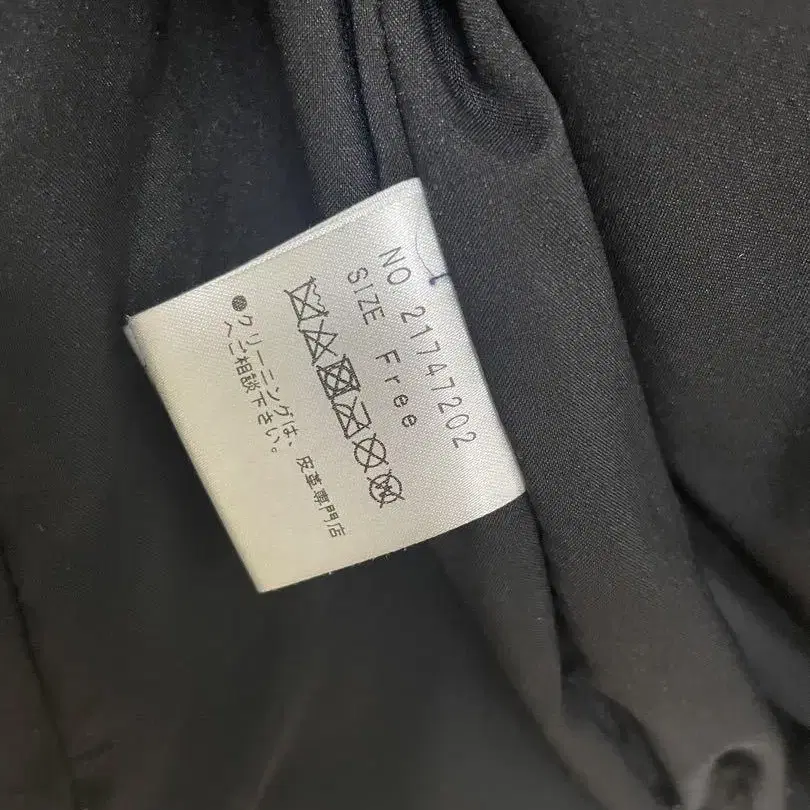 NO 21747202
SIZE Free
●クリーニングは、皮革専門店
へご相談下さい。